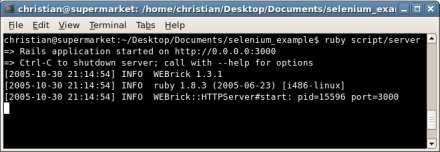 christian@supermarket: /home/christian/Desktop/Documents/selenium_exa
File Edit View Terminal Tabs Help
christian@supermarket:~/Desktop/Documents/selenium_example$ ruby script/server
=> Rails application started on http://0.0.0.0:3000
=> Ctrl-C to shutdown server; call with --help for options
[2005-10-30 21:14:54] INFO  WEBrick 1.3.1
[2005-10-30 21:14:54] INFO  ruby 1.8.3 (2005-06-23) [i486-linux]
[2005-10-30 21:14:54] INFO  WEBrick::HTTPServer#start: pid=15596 port=3000